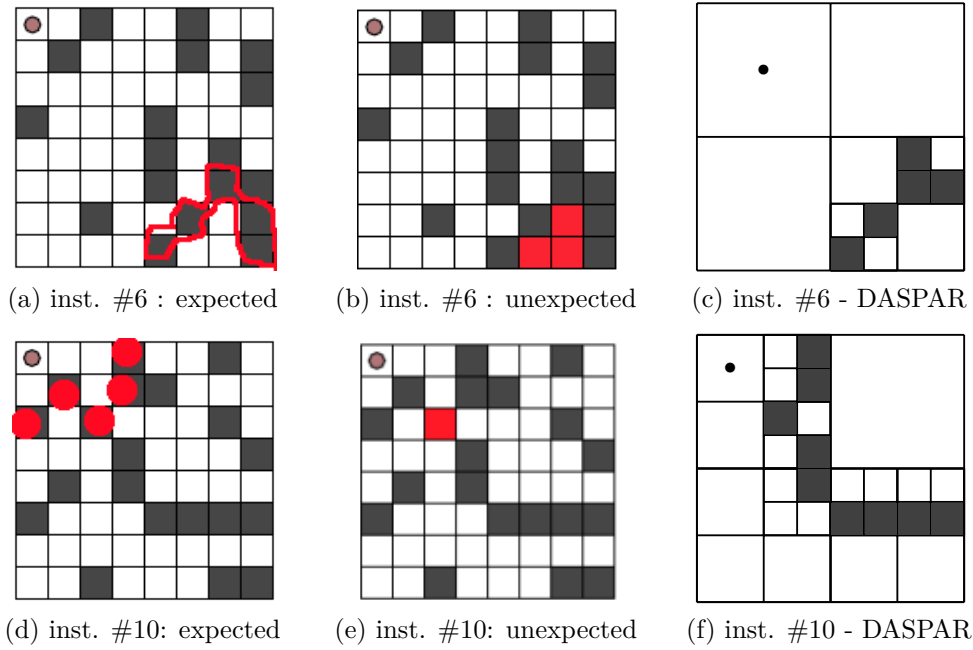 (a) inst. #6 : expected
(b) inst. #6 : unexpected
(c) inst. #6 - DASPAR
(d) inst. #10: expected
(e) inst. #10: unexpected
(f) inst. #10 - DASPAR